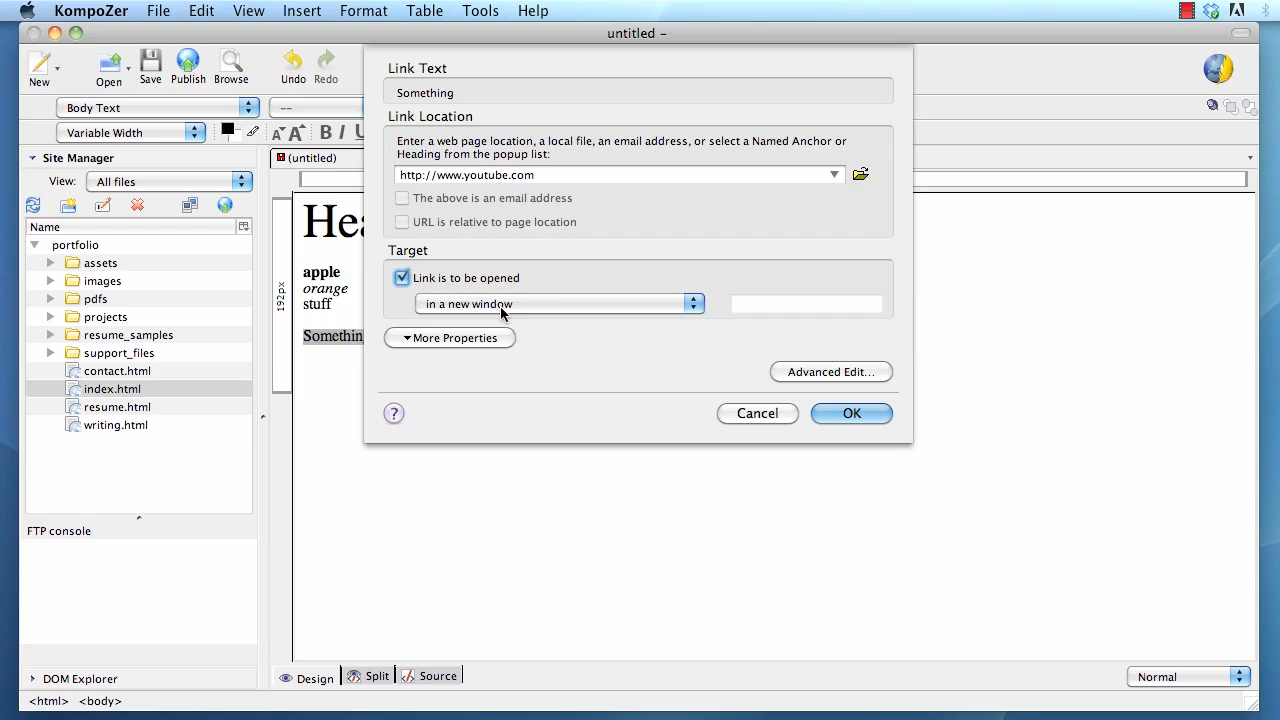 KompoZer File Edit View Insert Format Table Tools Help
untitled –
New Open Save Publish Browse Undo Redo
Body Text --
Variable Width A A B I U
Site Manager
View: All files
Name
portfolio
assets
images
pdfs
projects
resume_samples
support_files
contact.html
index.html
resume.html
writing.html
FTP console
DOM Explorer
<html> <body>
(untitled)
192px
Hea
apple
orange
stuff
Somethin
Link Text
Something
Link Location
Enter a web page location, a local file, an email address, or select a Named Anchor or
Heading from the popup list:
http://www.youtube.com
The above is an email address
URL is relative to page location
Target
Link is to be opened
in a new window
More Properties
Advanced Edit...
? Cancel OK
Design Split Source
Normal